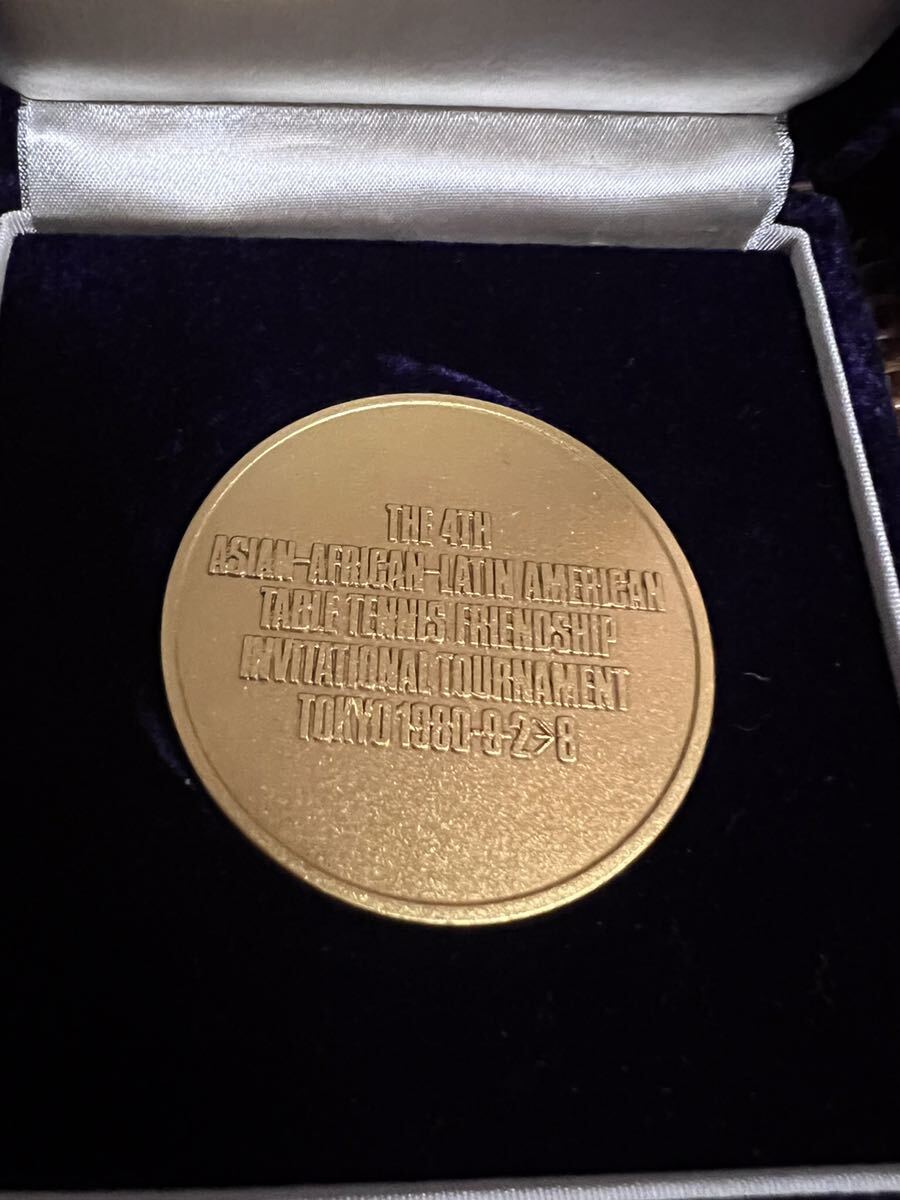 THE 4TH
ASIAN-AFRICAN-LATIN AMERICAN
TABLE TENNIS FRIENDSHIP
INVITATIONAL TOURNAMENT
TOKYO 1980-9-2→8